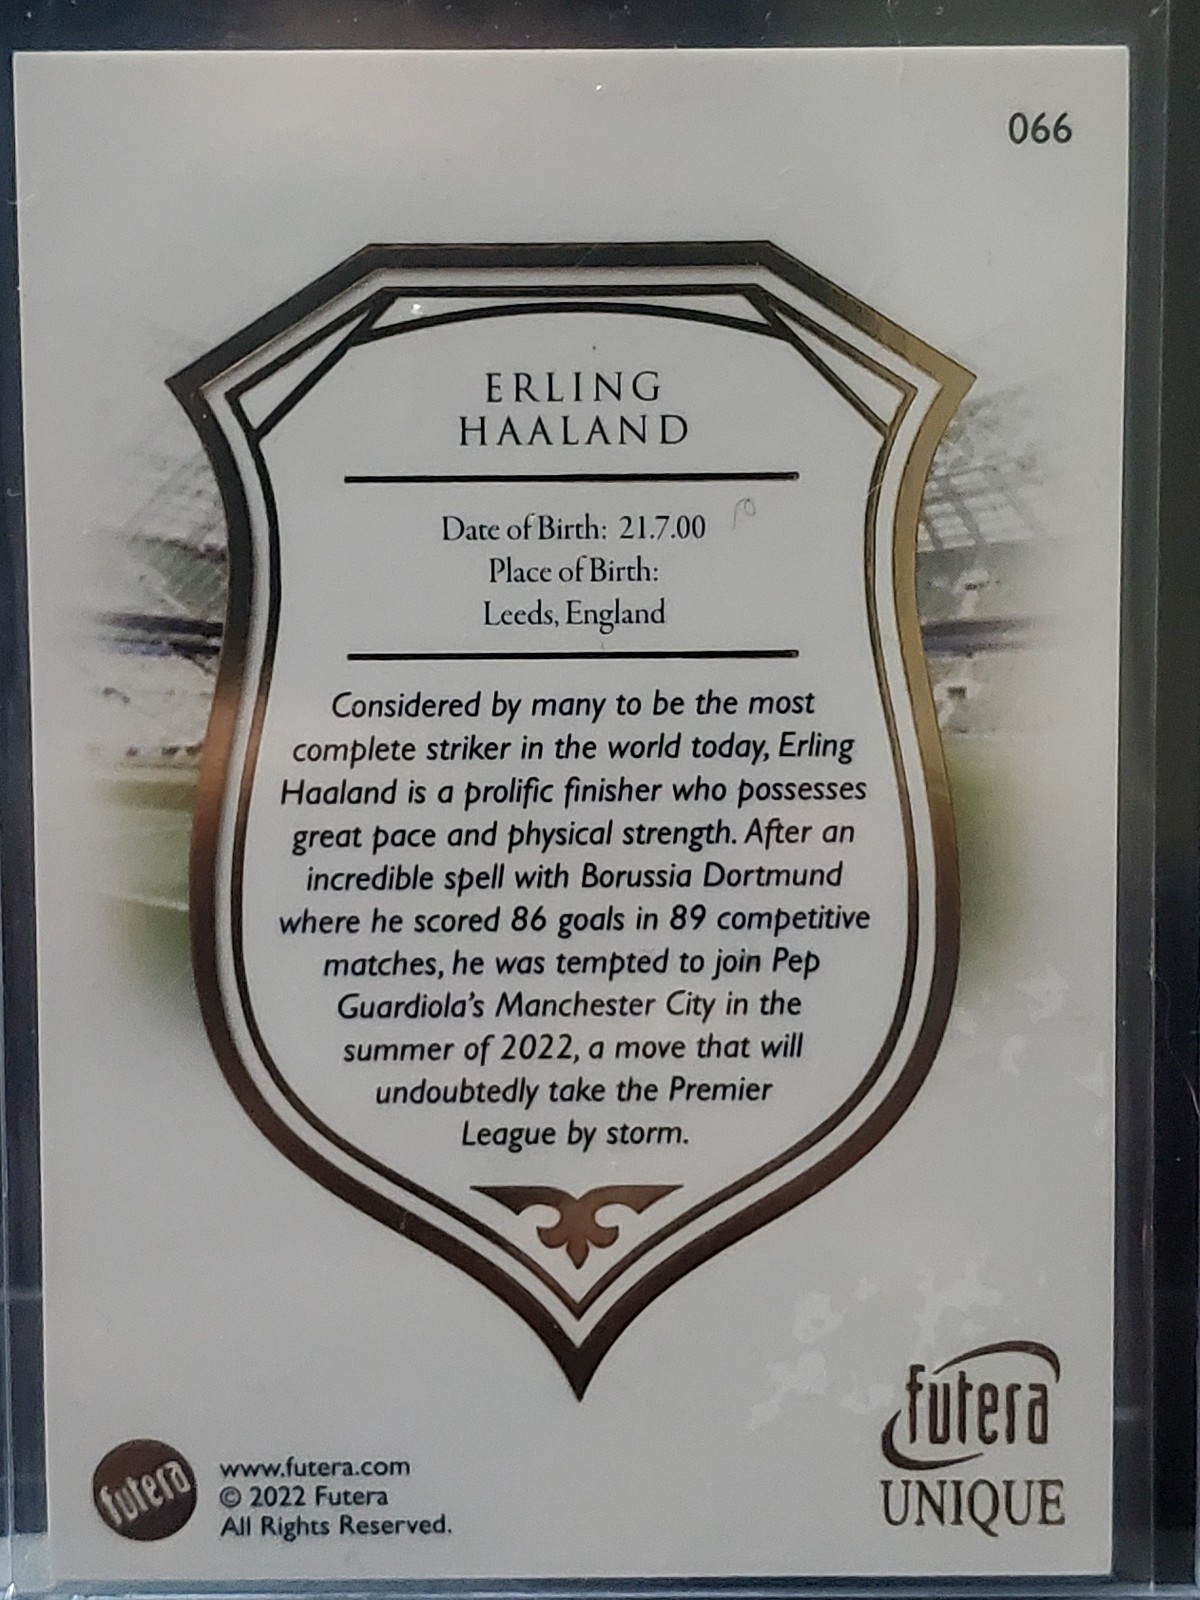 066
ERLING
HAALAND
Date of Birth: 21.7.00
Place of Birth:
Leeds, England
Considered by many to be the most
complete striker in the world today, Erling
Haaland is a prolific finisher who possesses
great pace and physical strength. After an
incredible spell with Borussia Dortmund
where he scored 86 goals in 89 competitive
matches, he was tempted to join Pep
Guardiola's Manchester City in the
summer of 2022, a move that will
undoubtedly take the Premier
League by storm.
futera
UNIQUE
futera
www.futera.com
© 2022 Futera
All Rights Reserved.